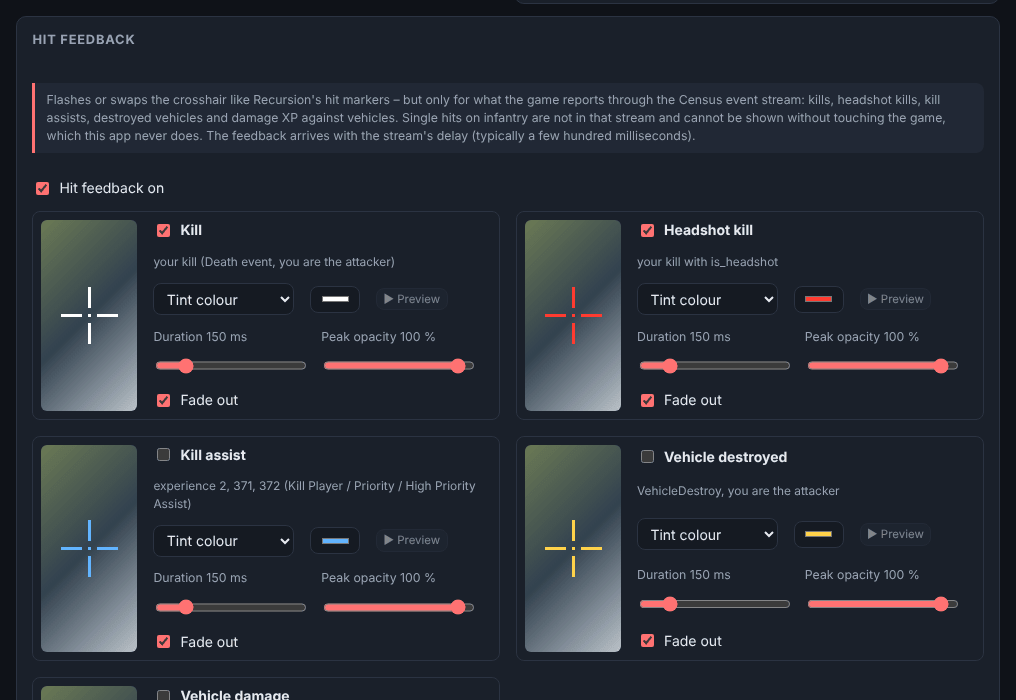 HIT FEEDBACK
Flashes or swaps the crosshair like Recursion's hit markers – but only for what the game reports through the Census event stream: kills, headshot kills, kill
assists, destroyed vehicles and damage XP against vehicles. Single hits on infantry are not in that stream and cannot be shown without touching the game,
which this app never does. The feedback arrives with the stream's delay (typically a few hundred milliseconds).
Hit feedback on
Kill
your kill (Death event, you are the attacker)
Tint colour
▶ Preview
Duration 150 ms
Peak opacity 100 %
Fade out
Headshot kill
your kill with is_headshot
Tint colour
▶ Preview
Duration 150 ms
Peak opacity 100 %
Fade out
Kill assist
experience 2, 371, 372 (Kill Player / Priority / High Priority
Assist)
Tint colour
▶ Preview
Duration 150 ms
Peak opacity 100 %
Fade out
Vehicle destroyed
VehicleDestroy, you are the attacker
Tint colour
▶ Preview
Duration 150 ms
Peak opacity 100 %
Fade out
Vehicle damage